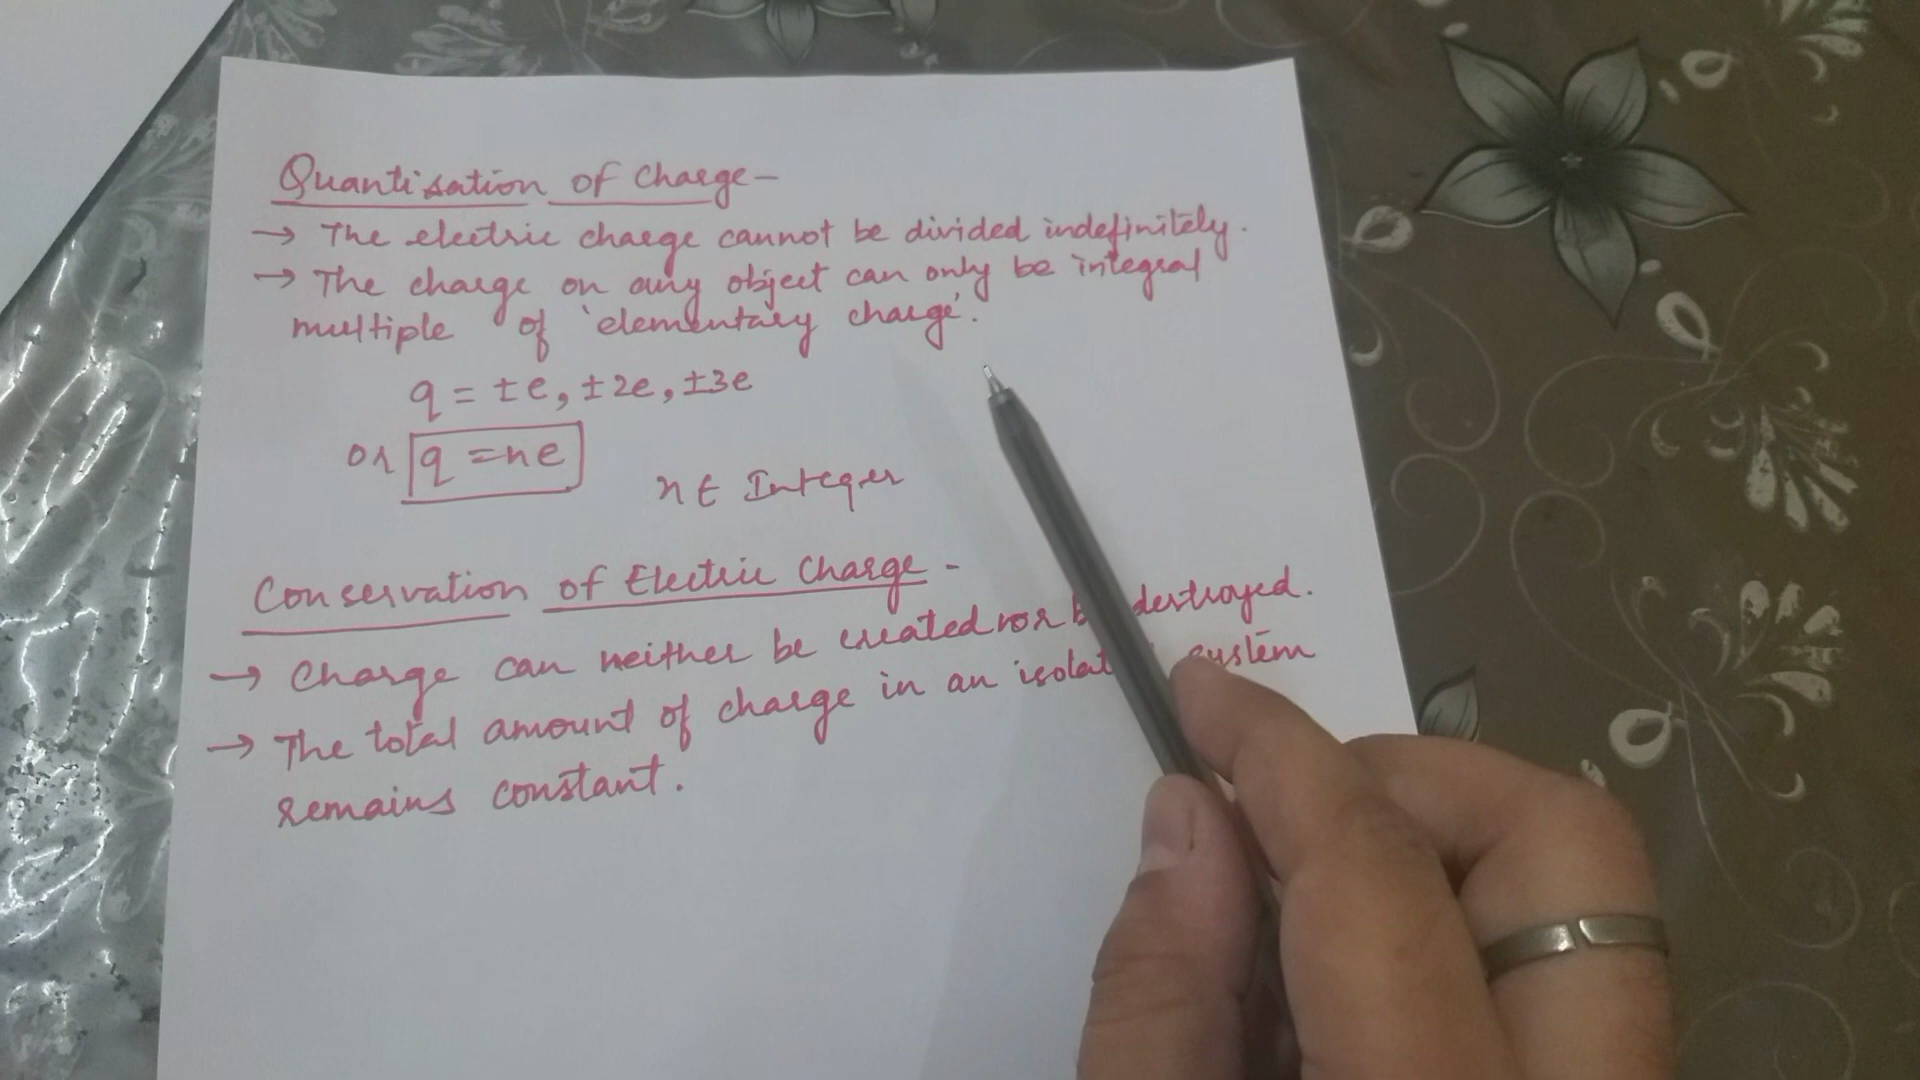 Quantisation of Charge -
→ The electric charge cannot be divided indefinitely.
→ The charge on any object can only be integral
multiple of 'elementary charge'.
q = ±e, ±2e, ±3e
or q = ne
n ∈ Integer
Conservation of Electric Charge -
→ Charge can neither be created nor destroyed.
→ The total amount of charge in an system
remains constant.